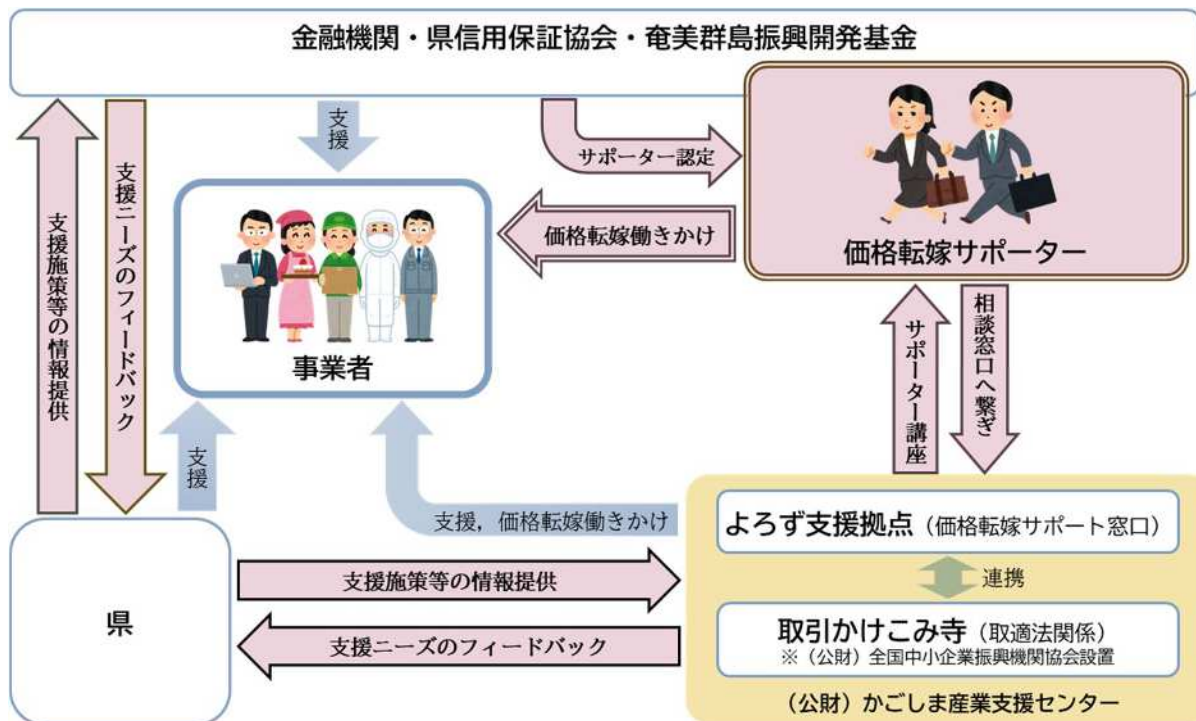 金融機関・県信用保証協会・奄美群島振興開発基金
支援
サポーター認定
価格転嫁サポーター
価格転嫁働きかけ
支援施策等の情報提供
支援ニーズのフィードバック
事業者
サポーター講座
相談窓口へ繋ぎ
支援
支援，価格転嫁働きかけ
よろず支援拠点（価格転嫁サポート窓口）
連携
支援施策等の情報提供
県
支援ニーズのフィードバック
取引かけこみ寺（取適法関係）
※（公財）全国中小企業振興機関協会設置
（公財）かごしま産業支援センター